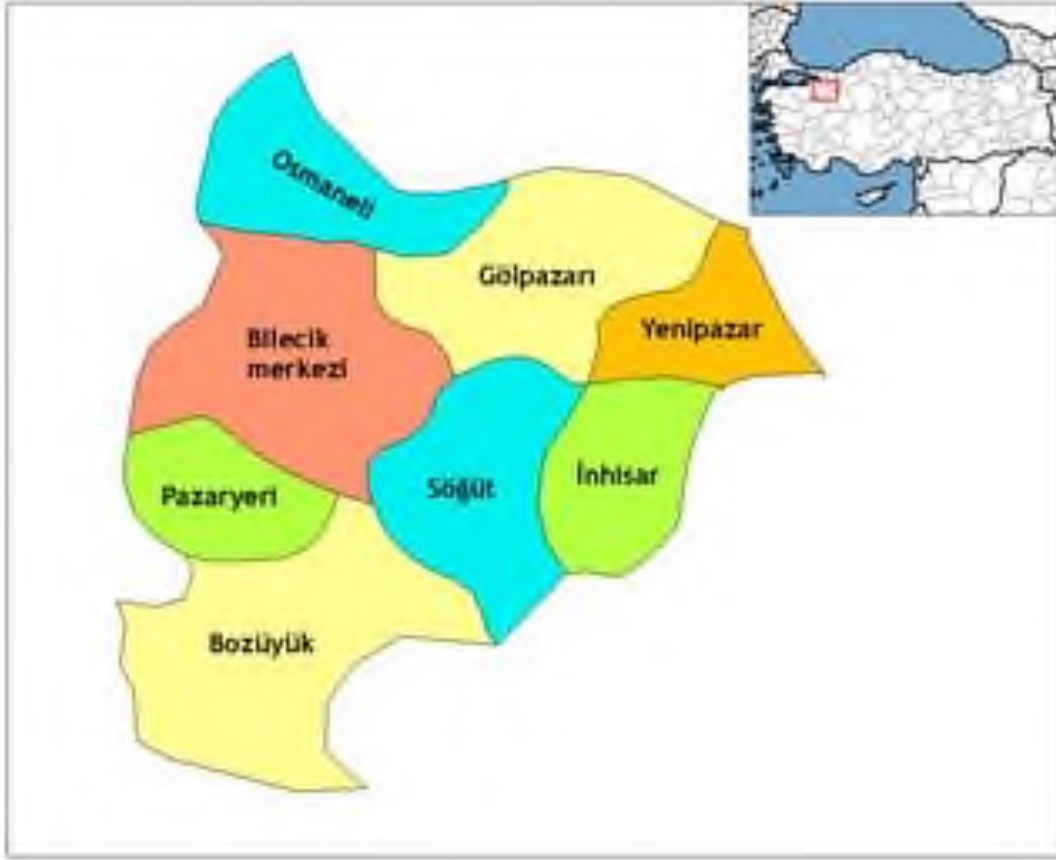 Osmaneli
Gölpazarı
Yenipazar
Bilecik
merkezi
İnhisar
Söğüt
Pazaryeri
Bozüyük